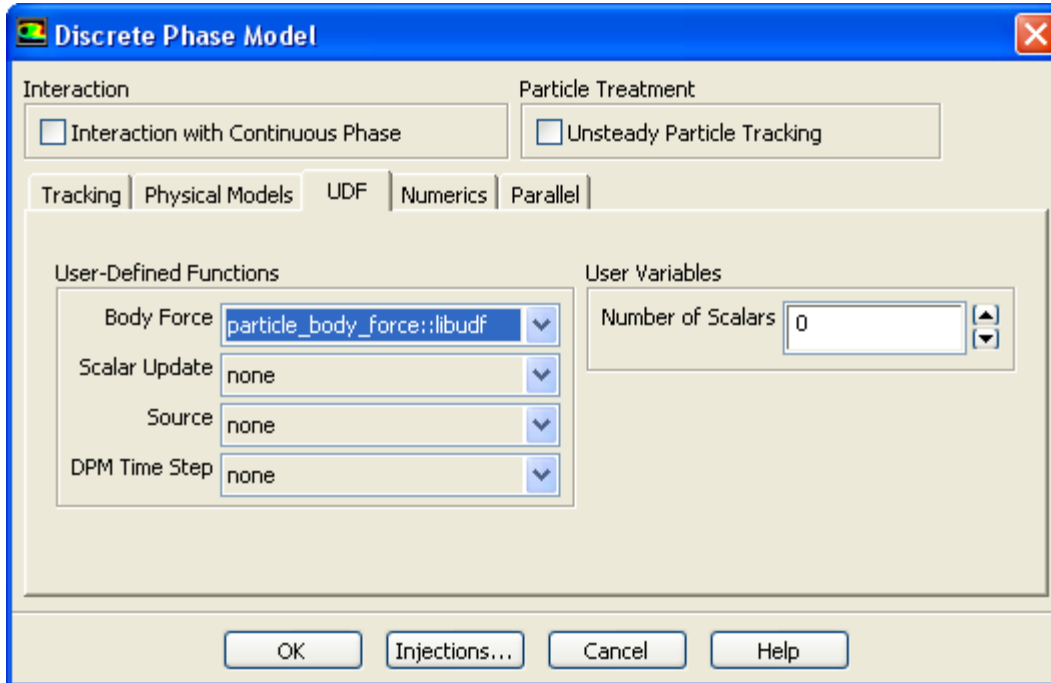 Discrete Phase Model
Interaction
Particle Treatment
Interaction with Continuous Phase
Unsteady Particle Tracking
Tracking Physical Models UDF Numerics Parallel
User-Defined Functions
User Variables
Body Force particle_body_force::libudf
Number of Scalars 0
Scalar Update none
Source none
DPM Time Step none
OK Injections... Cancel Help